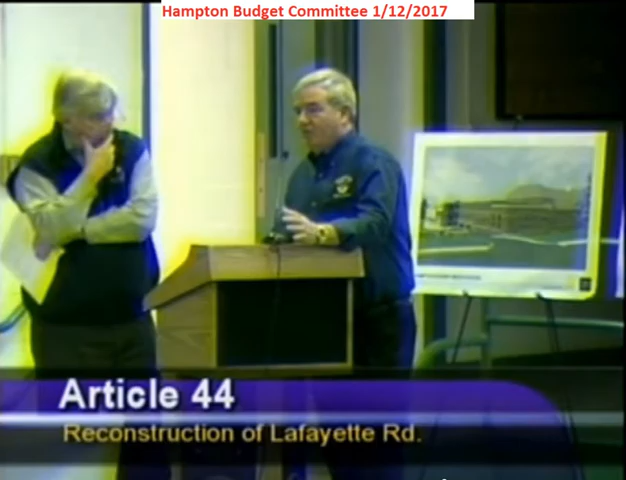 Hampton Budget Committee 1/12/2017
Article 44
Reconstruction of Lafayette Rd.